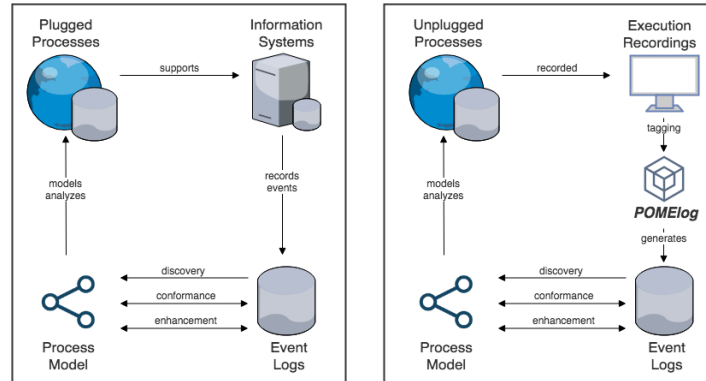 Plugged
Processes
supports
Information
Systems
models
analyzes
records
events
discovery
conformance
enhancement
Process
Model
Event
Logs
Unplugged
Processes
recorded
Execution
Recordings
tagging
POMElog
models
analyzes
generates
discovery
conformance
enhancement
Process
Model
Event
Logs